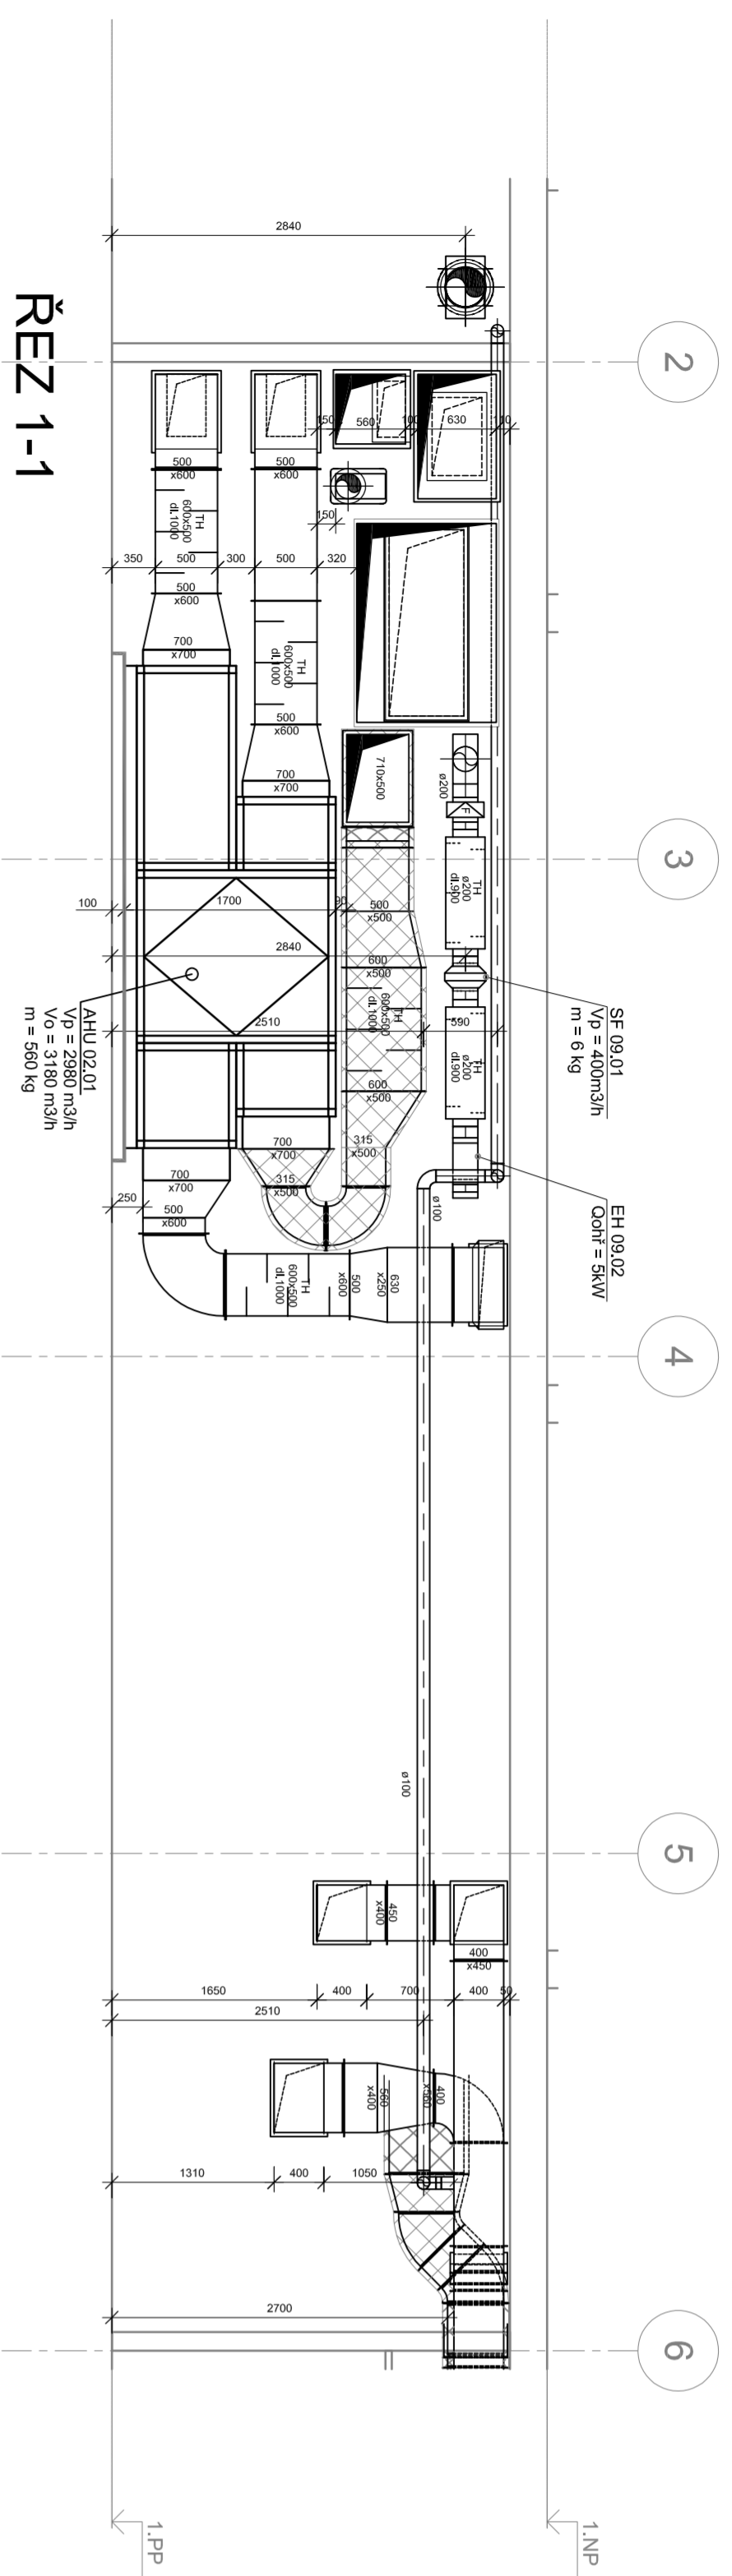 ŘEZ 1-1
2
3
4
5
6
1.NP
1.PP
SF 09.01
Vp = 400m3/h
m = 6 kg
EH 09.02
Qohř = 5kW
AHU 02.01
Vp = 2980 m3/h
Vo = 3180 m3/h
m = 560 kg
2840
150
560
100
630
110
500
x600
500
x600
TH
600x500
dl.1000
150
350
500
300
500
320
500
x600
700
x700
TH
600x500
dl.1000
500
x600
700
x700
710x500
ø200
F
TH
ø200
dl.900
100
1700
90
500
x500
2840
600
x500
TH
600x500
dl.1000
2510
590
TH
ø200
dl.900
600
x500
700
x700
315
x500
700
x700
315
x500
250
500
x600
ø100
TH
600x500
dl.1000
500
x600
630
x250
ø100
450
x400
400
x450
1650
400
700
400
50
2510
560
x400
400
x560
1310
400
1050
2700